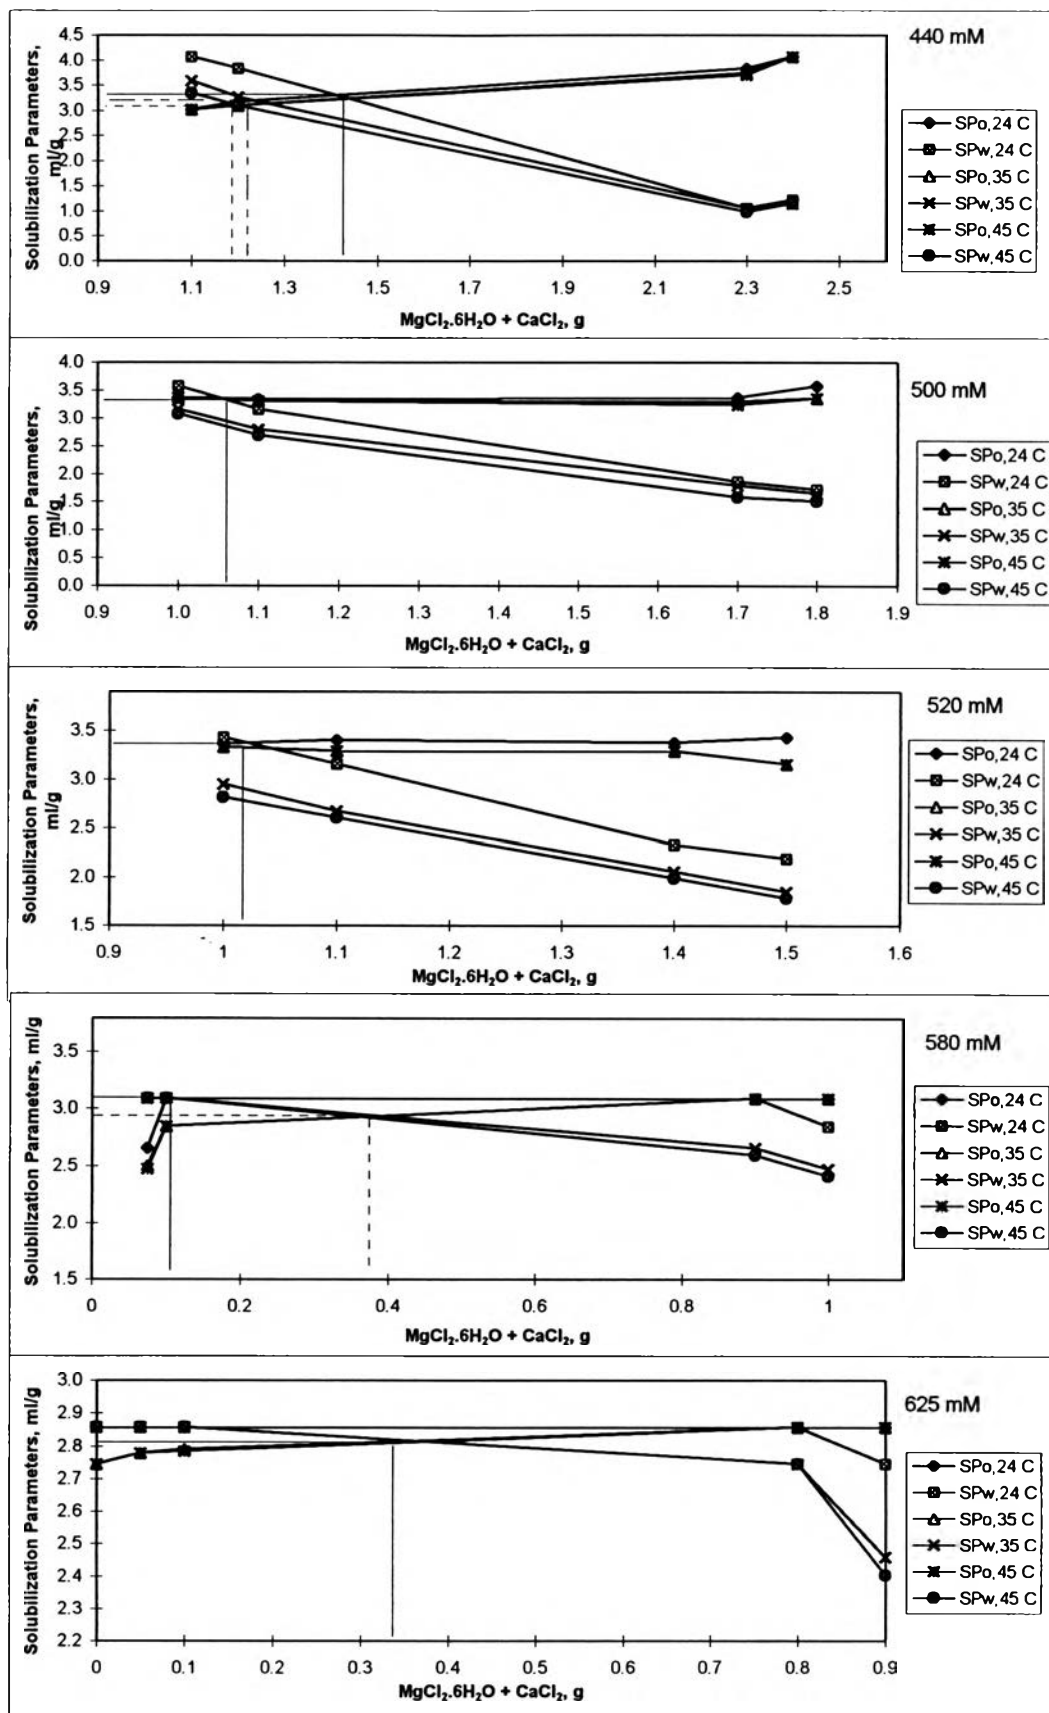 440 mM
Solubilization Parameters,
ml/g
4.5
4.0
3.5
3.0
2.5
2.0
1.5
1.0
0.5
0.0
0.9 1.1 1.3 1.5 1.7 1.9 2.1 2.3 2.5
MgCl₂.6H₂O + CaCl₂, g
SPo,24 C
SPw,24 C
SPo,35 C
SPw,35 C
SPo,45 C
SPw,45 C
500 mM
Solubilization Parameters,
ml/g
4.0
3.5
3.0
2.5
2.0
1.5
1.0
0.5
0.0
0.9 1.0 1.1 1.2 1.3 1.4 1.5 1.6 1.7 1.8 1.9
MgCl₂.6H₂O + CaCl₂, g
SPo,24 C
SPw,24 C
SPo,35 C
SPw,35 C
SPo,45 C
SPw,45 C
520 mM
Solubilization Parameters,
ml/g
3.5
3.0
2.5
2.0
1.5
0.9 1 1.1 1.2 1.3 1.4 1.5 1.6
MgCl₂.6H₂O + CaCl₂, g
SPo,24 C
SPw,24 C
SPo,35 C
SPw,35 C
SPo,45 C
SPw,45 C
580 mM
Solubilization Parameters, ml/g
3.5
3.0
2.5
2.0
1.5
0 0.2 0.4 0.6 0.8 1
MgCl₂.6H₂O + CaCl₂, g
SPo,24 C
SPw,24 C
SPo,35 C
SPw,35 C
SPo,45 C
SPw,45 C
625 mM
Solubilization Parameters, ml/g
3.0
2.9
2.8
2.7
2.6
2.5
2.4
2.3
2.2
0 0.1 0.2 0.3 0.4 0.5 0.6 0.7 0.8 0.9
MgCl₂.6H₂O + CaCl₂, g
SPo,24 C
SPw,24 C
SPo,35 C
SPw,35 C
SPo,45 C
SPw,45 C